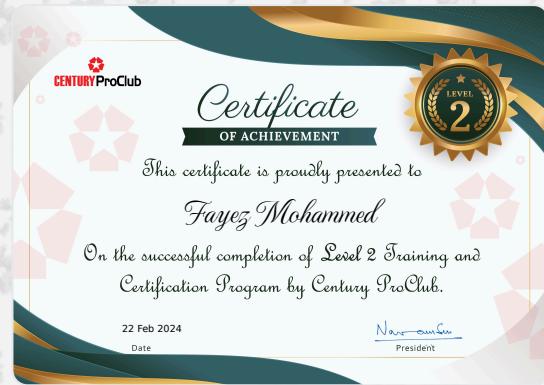 CENTURY ProClub
Certificate
OF ACHIEVEMENT
LEVEL
2
This certificate is proudly presented to
Fayez Mohammed
On the successful completion of Level 2 Training and
Certification Program by Century ProClub.
22 Feb 2024
Date
President